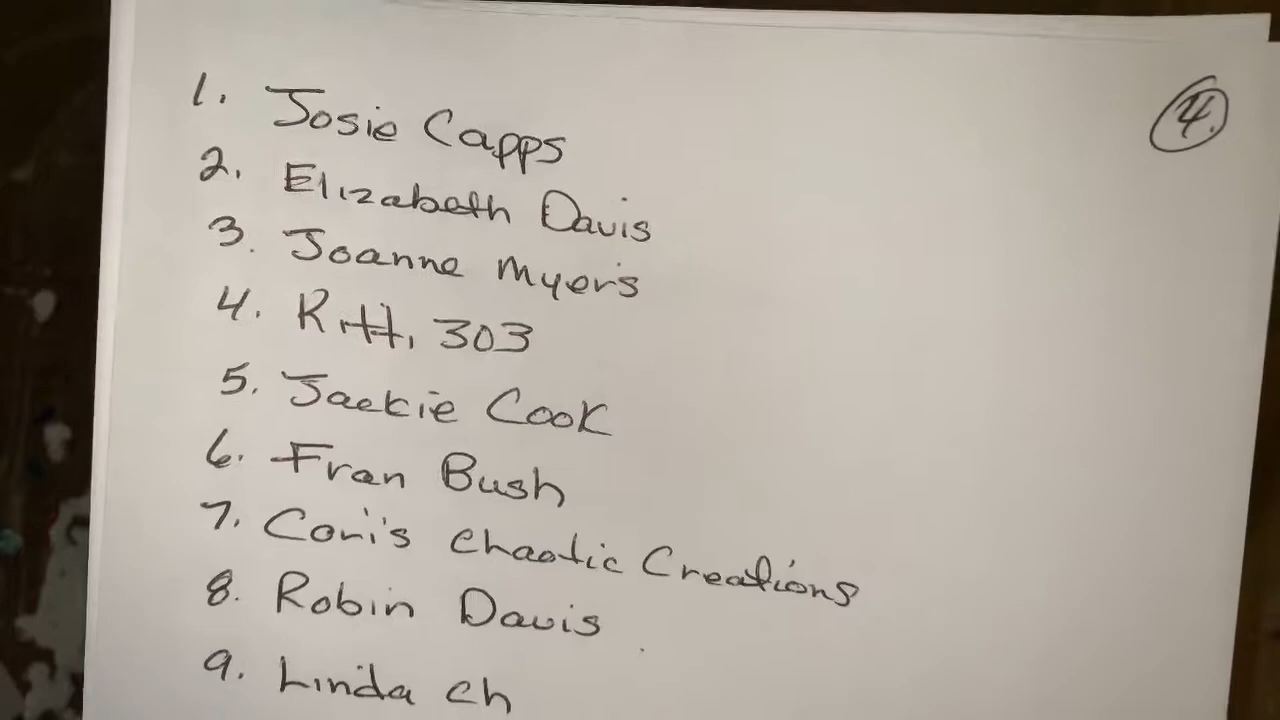 4.
1. Josie Capps
2. Elizabeth Davis
3. Joanne Myers
4. 303
5. Jackie Cook
6. Fran Bush
7. Cori's Chaotic Creations
8. Robin Davis
9. Linda Ch